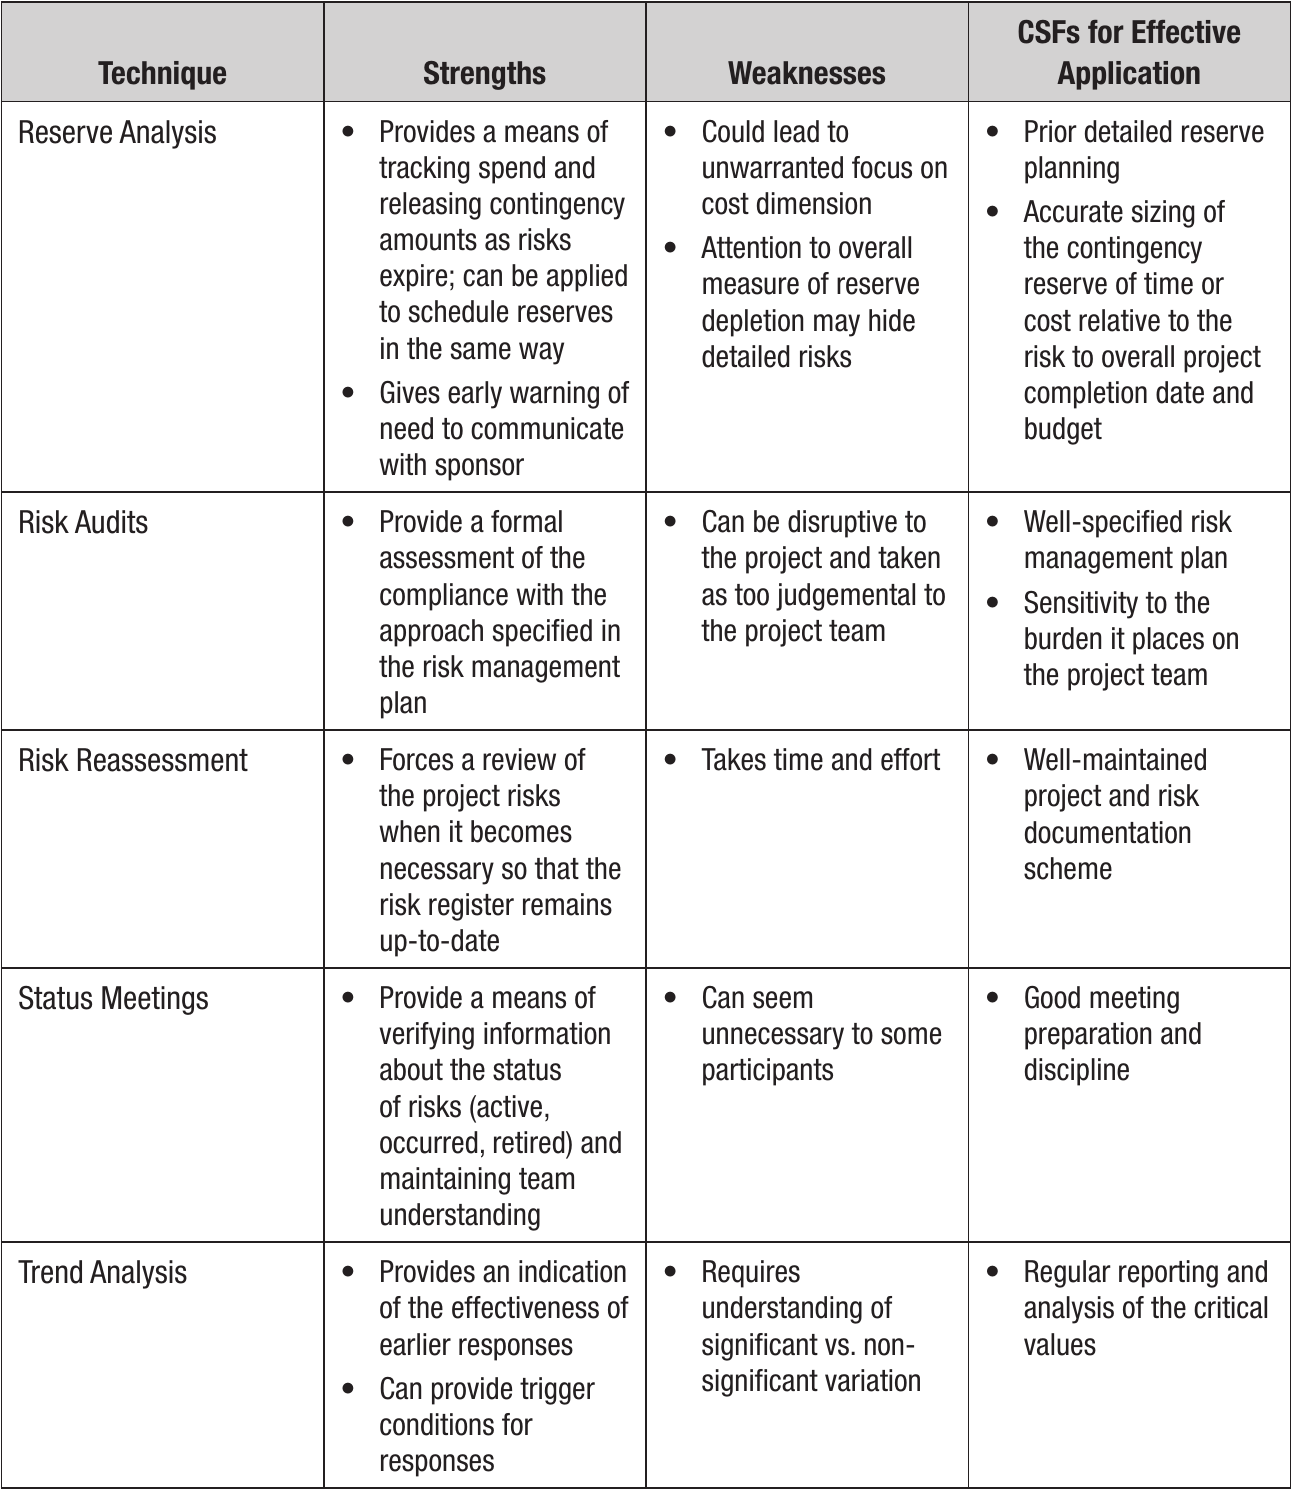 Technique
Strengths
Weaknesses
CSFs for Effective
Application
Reserve Analysis
• Provides a means of
tracking spend and
releasing contingency
amounts as risks
expire; can be applied
to schedule reserves
in the same way
• Gives early warning of
need to communicate
with sponsor
• Could lead to
unwarranted focus on
cost dimension
• Attention to overall
measure of reserve
depletion may hide
detailed risks
• Prior detailed reserve
planning
• Accurate sizing of
the contingency
reserve of time or
cost relative to the
risk to overall project
completion date and
budget
Risk Audits
• Provide a formal
assessment of the
compliance with the
approach specified in
the risk management
plan
• Can be disruptive to
the project and taken
as too judgemental to
the project team
• Well-specified risk
management plan
• Sensitivity to the
burden it places on
the project team
Risk Reassessment
• Forces a review of
the project risks
when it becomes
necessary so that the
risk register remains
up-to-date
• Takes time and effort
• Well-maintained
project and risk
documentation
scheme
Status Meetings
• Provide a means of
verifying information
about the status
of risks (active,
occurred, retired) and
maintaining team
understanding
• Can seem
unnecessary to some
participants
• Good meeting
preparation and
discipline
Trend Analysis
• Provides an indication
of the effectiveness of
earlier responses
• Can provide trigger
conditions for
responses
• Requires
understanding of
significant vs. non-
significant variation
• Regular reporting and
analysis of the critical
values